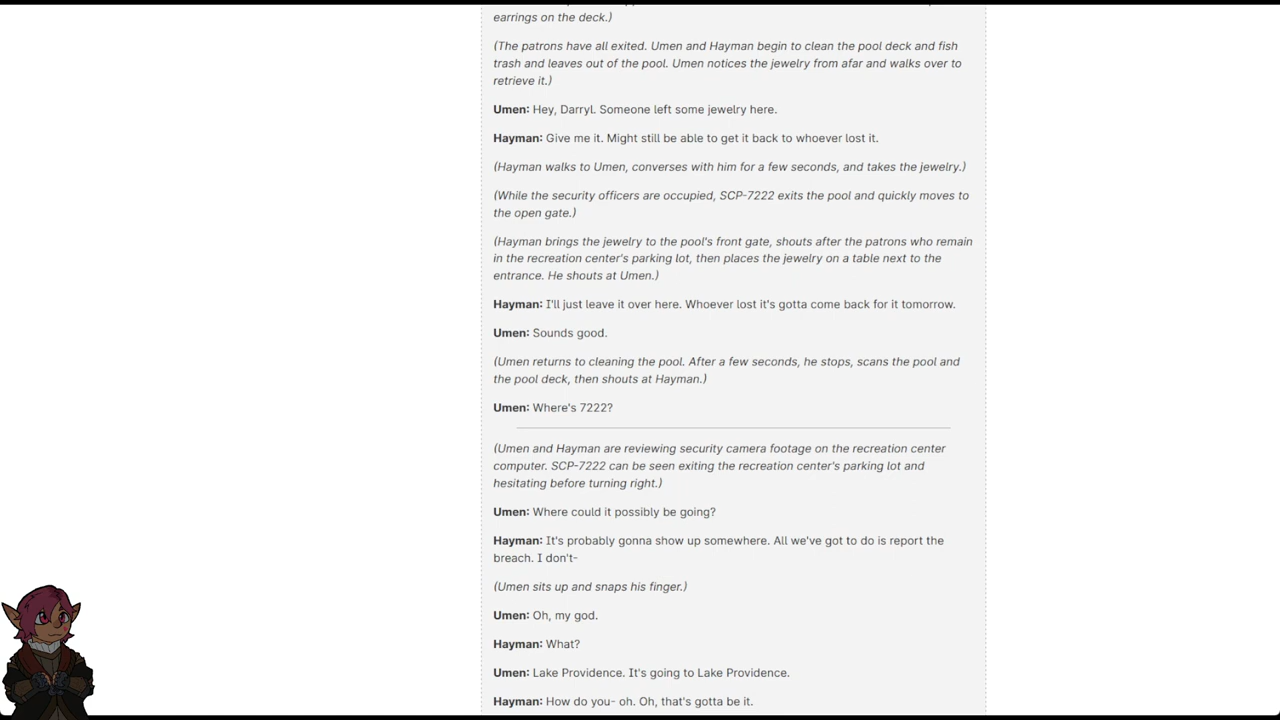 earrings on the deck.)
(The patrons have all exited. Umen and Hayman begin to clean the pool deck and fish
trash and leaves out of the pool. Umen notices the jewelry from afar and walks over to
retrieve it.)
Umen: Hey, Darryl. Someone left some jewelry here.
Hayman: Give me it. Might still be able to get it back to whoever lost it.
(Hayman walks to Umen, converses with him for a few seconds, and takes the jewelry.)
(While the security officers are occupied, SCP-7222 exits the pool and quickly moves to
the open gate.)
(Hayman brings the jewelry to the pool's front gate, shouts after the patrons who remain
in the recreation center's parking lot, then places the jewelry on a table next to the
entrance. He shouts at Umen.)
Hayman: I'll just leave it over here. Whoever lost it's gotta come back for it tomorrow.
Umen: Sounds good.
(Umen returns to cleaning the pool. After a few seconds, he stops, scans the pool and
the pool deck, then shouts at Hayman.)
Umen: Where's 7222?
(Umen and Hayman are reviewing security camera footage on the recreation center
computer. SCP-7222 can be seen exiting the recreation center's parking lot and
hesitating before turning right.)
Umen: Where could it possibly be going?
Hayman: It's probably gonna show up somewhere. All we've got to do is report the
breach. I don't-
(Umen sits up and snaps his finger.)
Umen: Oh, my god.
Hayman: What?
Umen: Lake Providence. It's going to Lake Providence.
Hayman: How do you- oh. Oh, that's gotta be it.